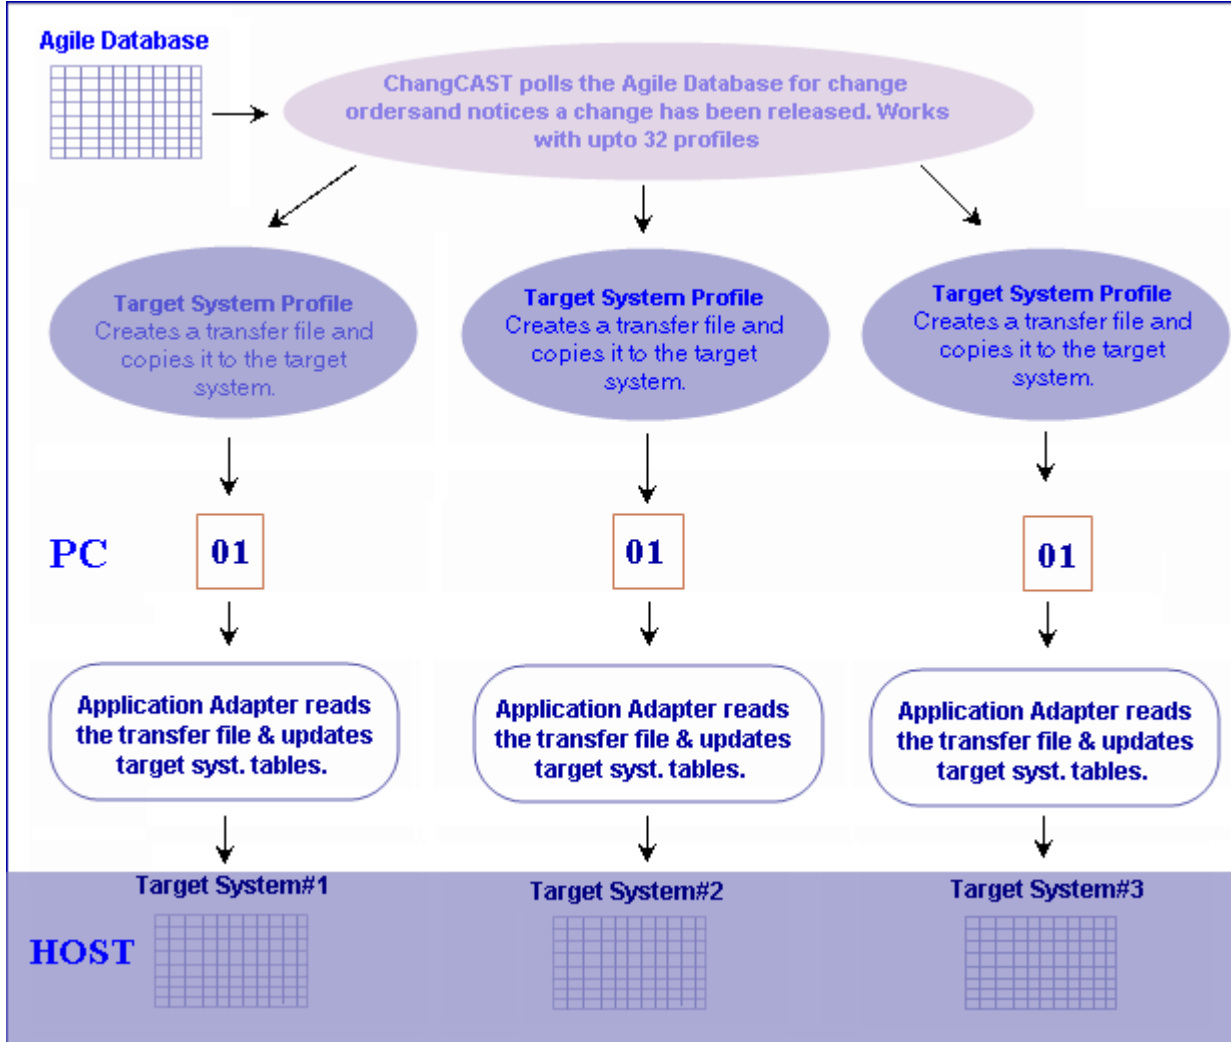 Agile Database
ChangCAST polls the Agile Database for change
ordersand notices a change has been released. Works
with upto 32 profiles
Target System Profile
Creates a transfer file and
copies it to the target
system.
Target System Profile
Creates a transfer file and
copies it to the target
system.
Target System Profile
Creates a transfer file and
copies it to the target
system.
PC
01
01
01
Application Adapter reads
the transfer file & updates
target syst. tables.
Application Adapter reads
the transfer file & updates
target syst. tables.
Application Adapter reads
the transfer file & updates
target syst. tables.
Target System#1
Target System#2
Target System#3
HOST